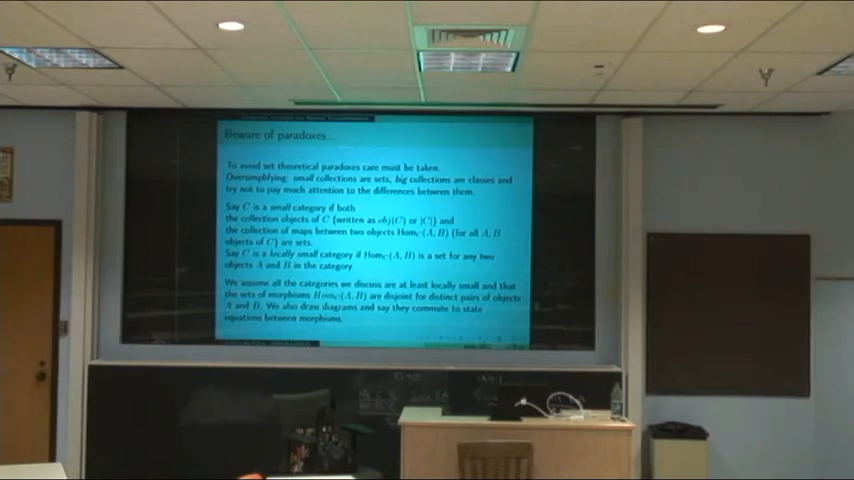 Beware of paradoxes...
To avoid set theoretical paradoxes care must be taken.
Oversimplifying: small collections are sets, big collections are classes and
try not to pay much attention to the differences between them.
Say C is a small category if both
the collection objects of C (written as obj(C) or |C|) and
the collection of maps between two objects Hom_C(A, B) (for all A, B
objects of C) are sets.
Say C is a locally small category if Hom_C(A, B) is a set for any two
objects A and B in the category.
We assume all the categories we discuss are at least locally small and that
the sets of morphisms Hom_C(A, B) are disjoint for distinct pairs of objects
A and B. We also draw diagrams and say they commute to state
equations between morphisms.